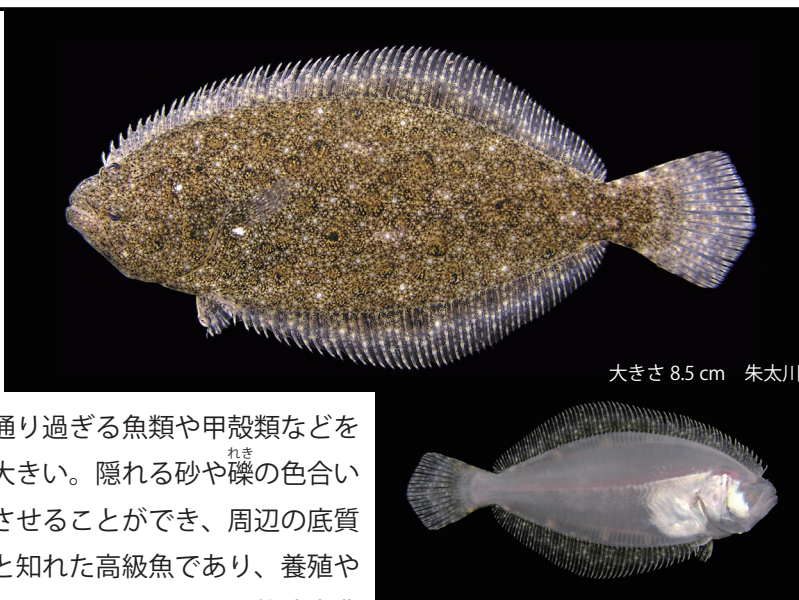 大きさ 8.5 cm　朱太川
通り過ぎる魚類や甲殻類などを
れき
大きい。隠れる砂や礫の色合い
させることができ、周辺の底質
と知れた高級魚であり、養殖や